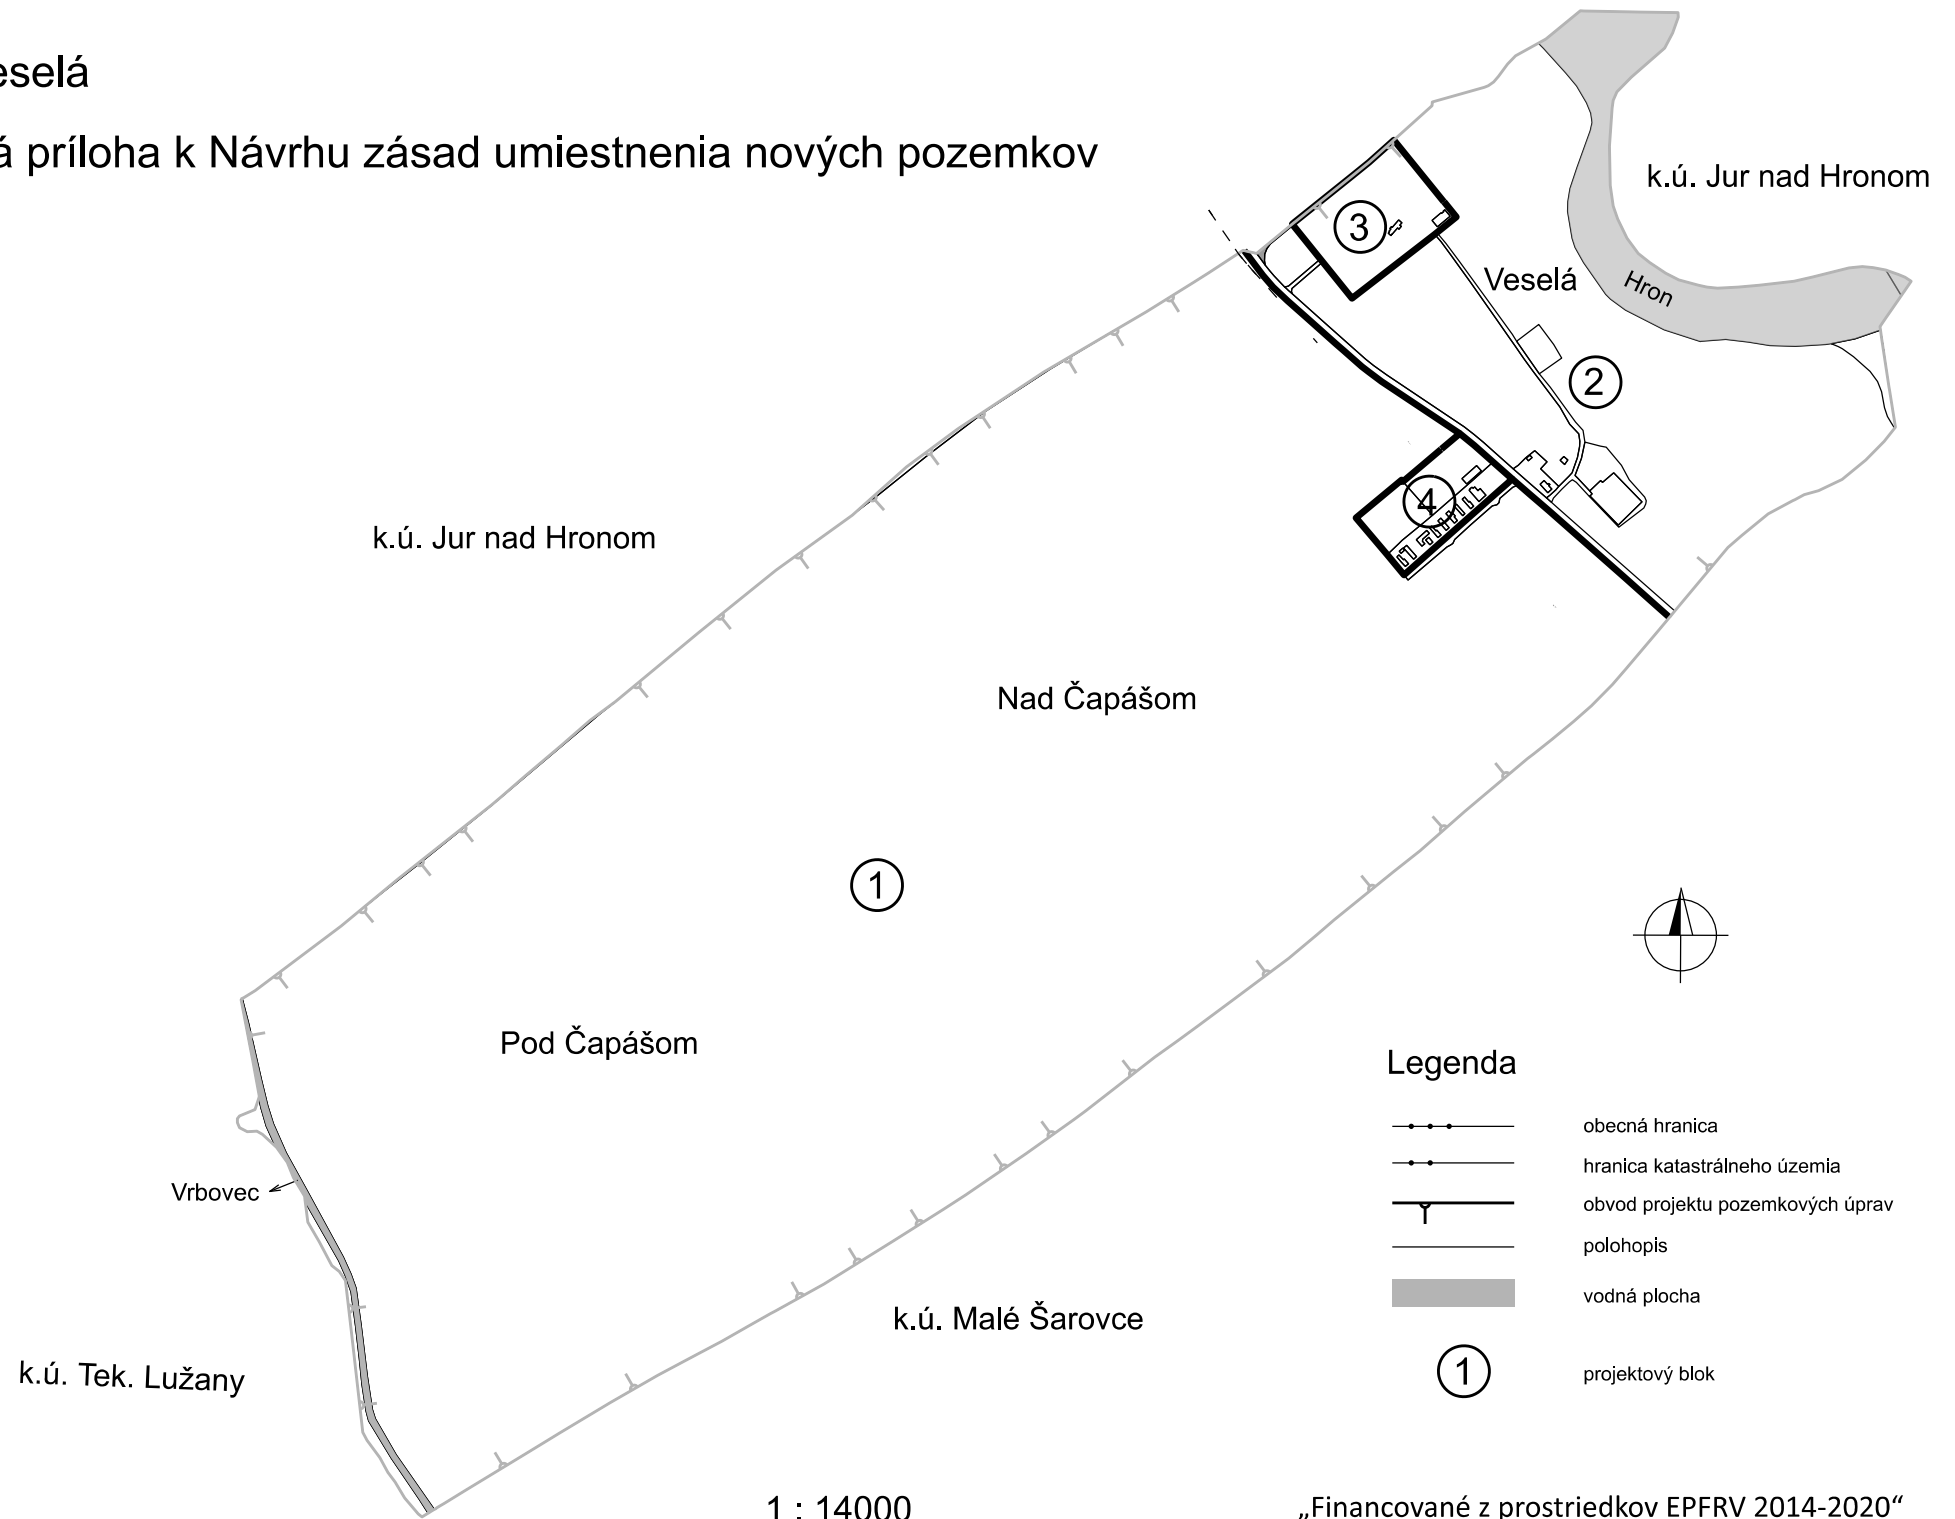 eselá
á príloha k Návrhu zásad umiestnenia nových pozemkov
k.ú. Jur nad Hronom
3
Veselá
Hron
2
4
k.ú. Jur nad Hronom
Nad Čapášom
1
Pod Čapášom
Vrbovec
k.ú. Malé Šarovce
k.ú. Tek. Lužany
Legenda
obecná hranica
hranica katastrálneho územia
obvod projektu pozemkových úprav
polohopis
vodná plocha
1 projektový blok
1 : 14000
„Financované z prostriedkov EPFRV 2014-2020“